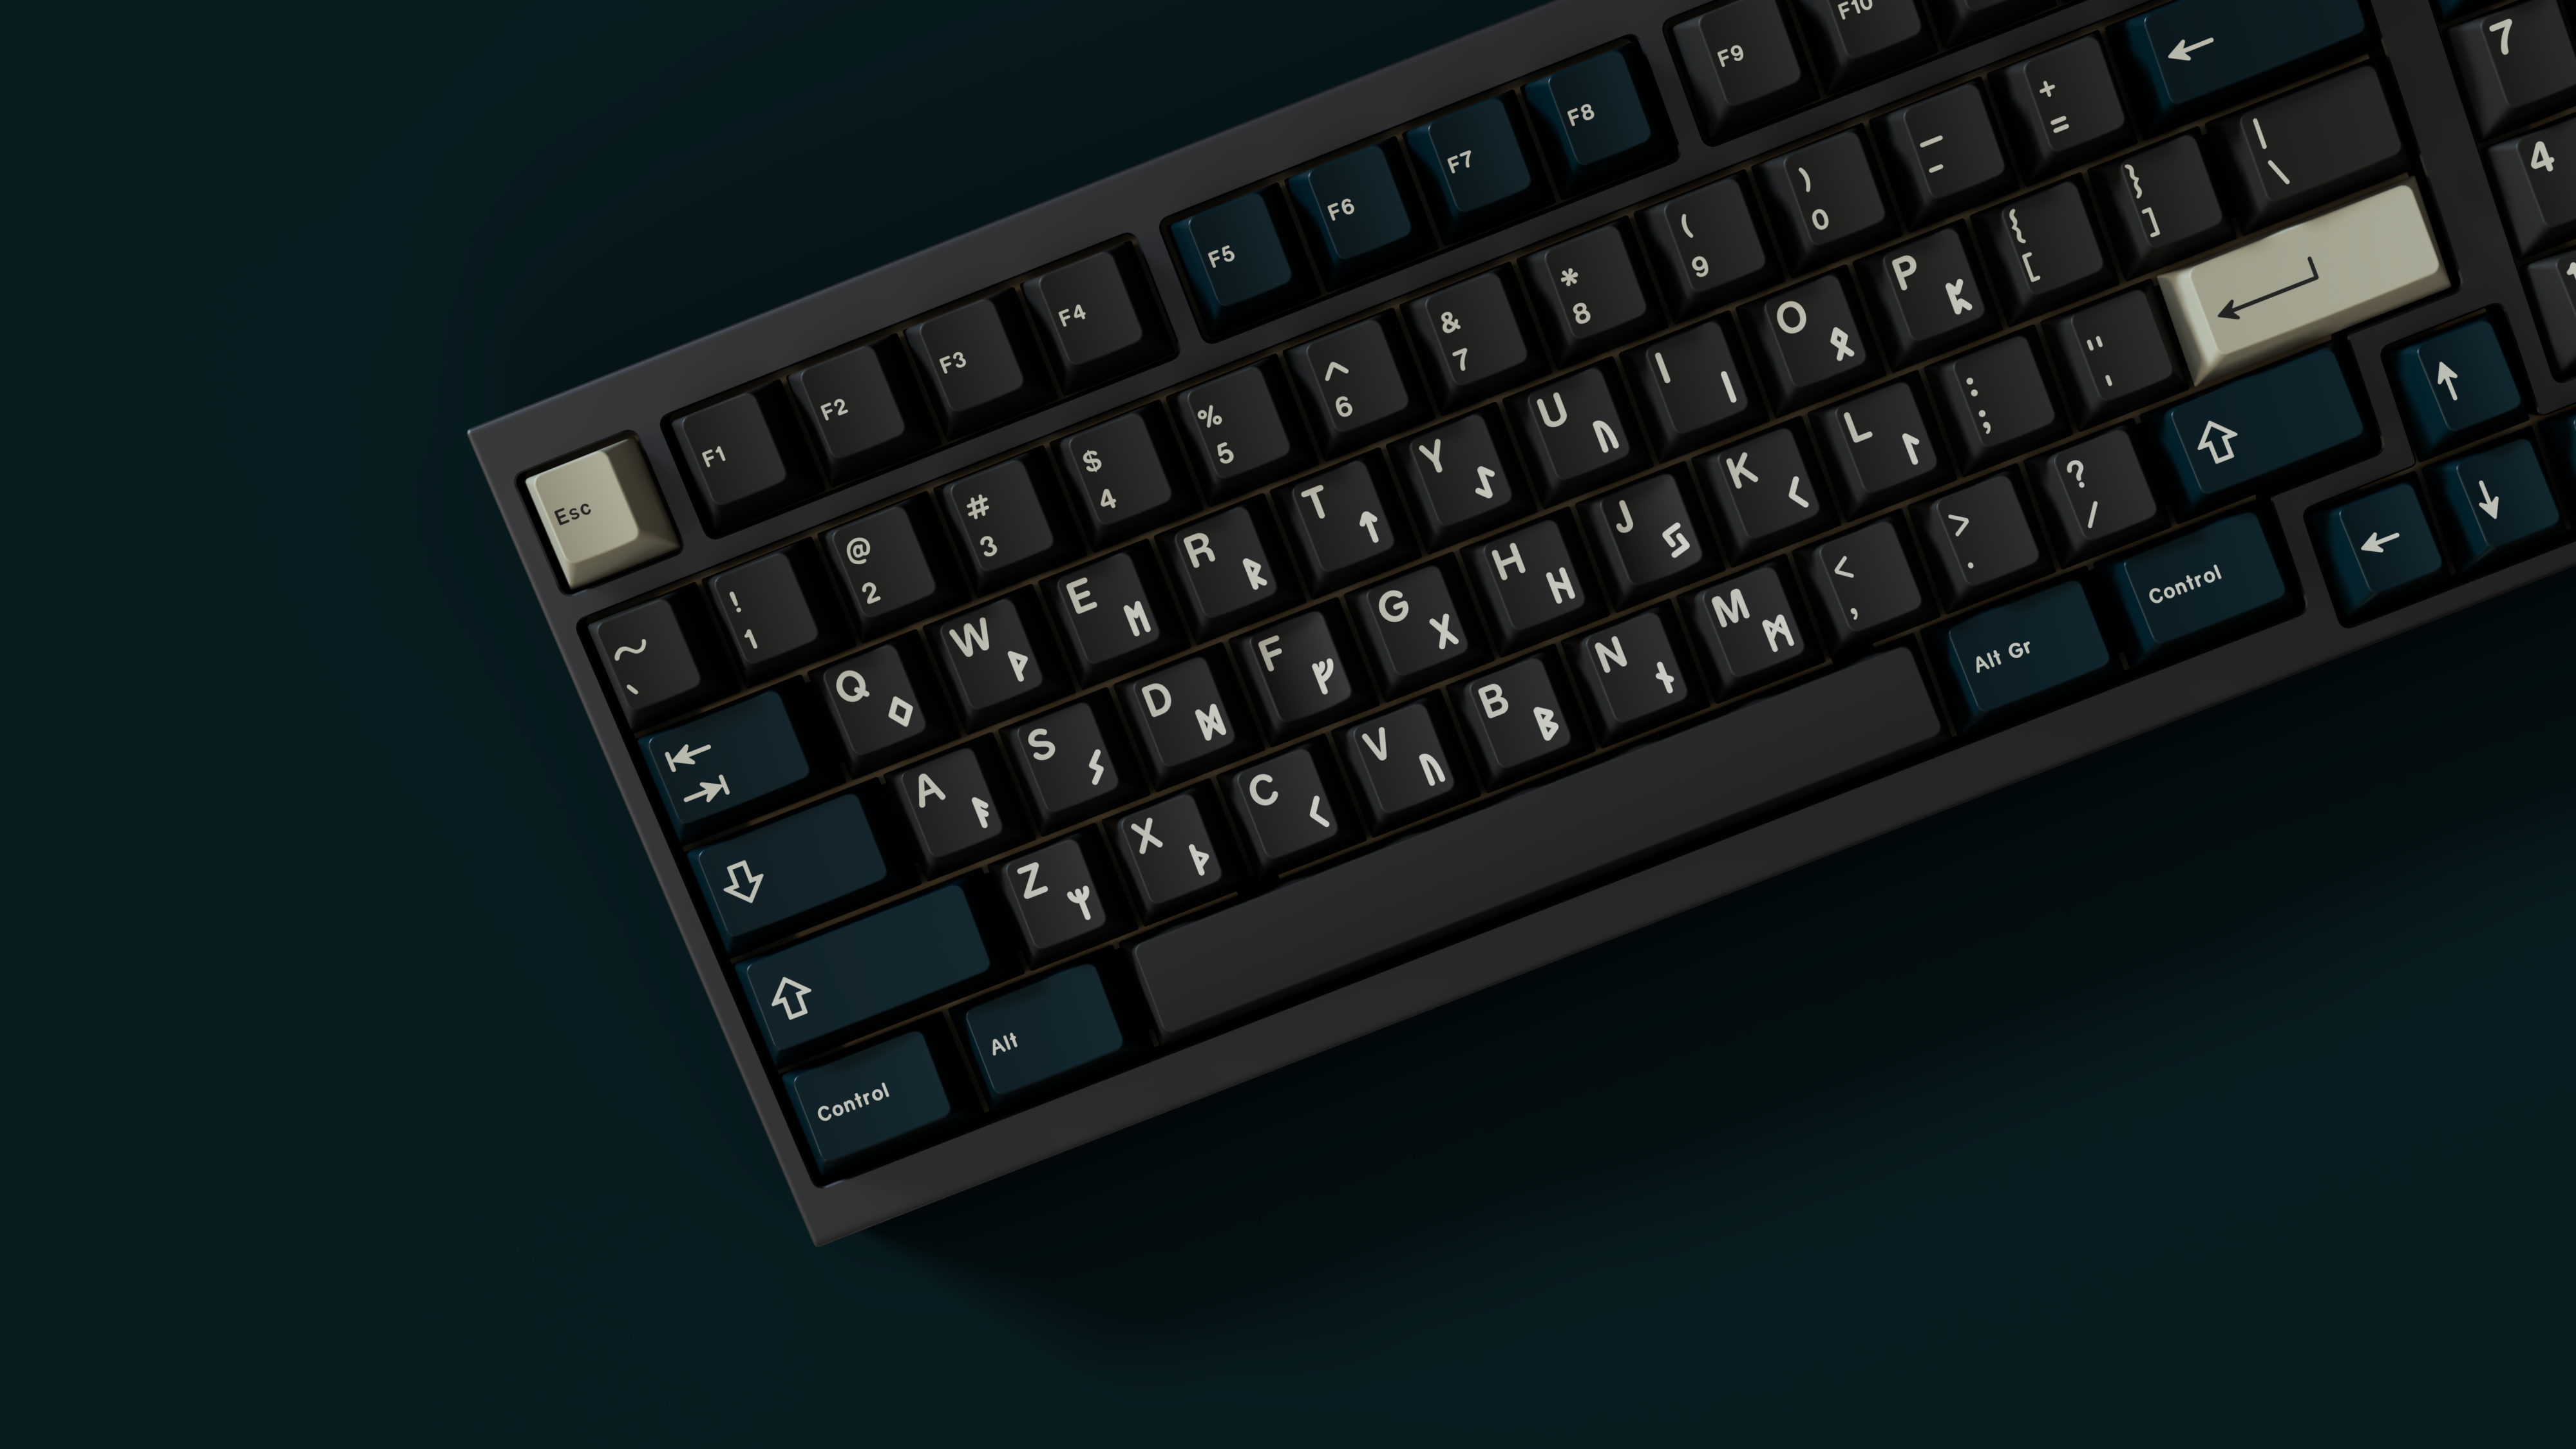 Esc F1 F2 F3 F4 F5 F6 F7 F8 F9 F10
~ ` ! 1 @ 2 # 3 $ 4 % 5 ^ 6 & 7 * 8 ( 9 ) 0 _ - + = ← 7
⇤ ⇥ Q ᛜ W ᚹ E ᛖ R ᚱ T ᛏ Y ᛇ U ᚢ I ᛁ O ᛟ P ᛕ { [ } ] | \ 4
⇩ A ᚨ S ᛊ D ᛞ F ᚠ G ᚷ H ᚺ J ᛃ K ᚲ L ᛚ : ; " ' ↵
⇧ Z ᛉ X ᚦ C ᚲ V ᚢ B ᛒ N ᚾ M ᛗ < , > . ? / ⇧ ↑
Control Alt Alt Gr Control ← ↓